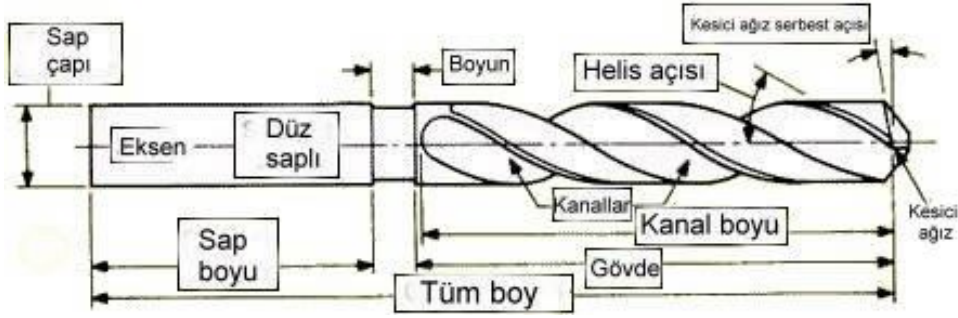 Sap
çapı
Kesici ağız serbest açısı
Boyun
Helis açısı
Eksen
Düz
saplı
Kanallar
Kanal boyu
Kesici
ağız
Sap
boyu
Gövde
Tüm boy